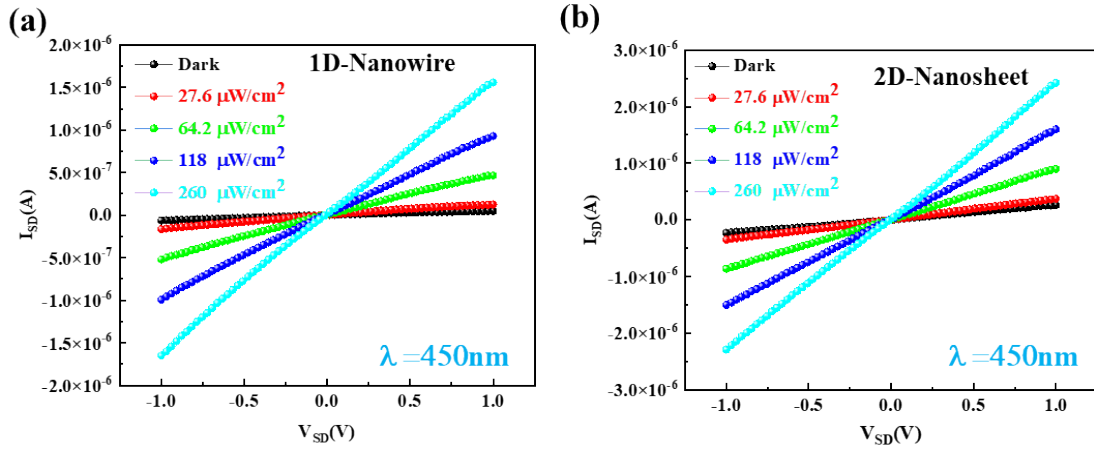 (a)
2.0×10⁻⁶
1.5×10⁻⁶
1.0×10⁻⁶
5.0×10⁻⁷
0.0
-5.0×10⁻⁷
-1.0×10⁻⁶
-1.5×10⁻⁶
-2.0×10⁻⁶
I_SD(A)
Dark
27.6 μW/cm²
64.2 μW/cm²
118 μW/cm²
260 μW/cm²
1D-Nanowire
λ =450nm
-1.0 -0.5 0.0 0.5 1.0
V_SD(V)
(b)
3.0×10⁻⁶
2.0×10⁻⁶
1.0×10⁻⁶
0.0
-1.0×10⁻⁶
-2.0×10⁻⁶
-3.0×10⁻⁶
I_SD(A)
Dark
27.6 μW/cm²
64.2 μW/cm²
118 μW/cm²
260 μW/cm²
2D-Nanosheet
λ =450nm
-1.0 -0.5 0.0 0.5 1.0
V_SD(V)